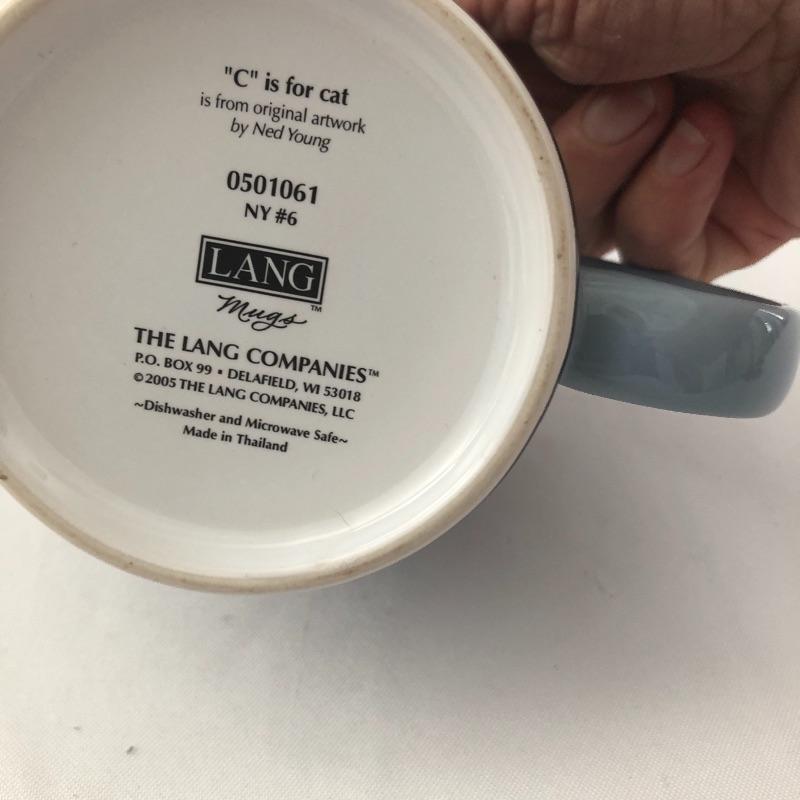 "C" is for cat
is from original artwork
by Ned Young
0501061
NY #6
LANG
Mugs™
THE LANG COMPANIES™
P.O. BOX 99 • DELAFIELD, WI 53018
©2005 THE LANG COMPANIES, LLC
~Dishwasher and Microwave Safe~
Made in Thailand